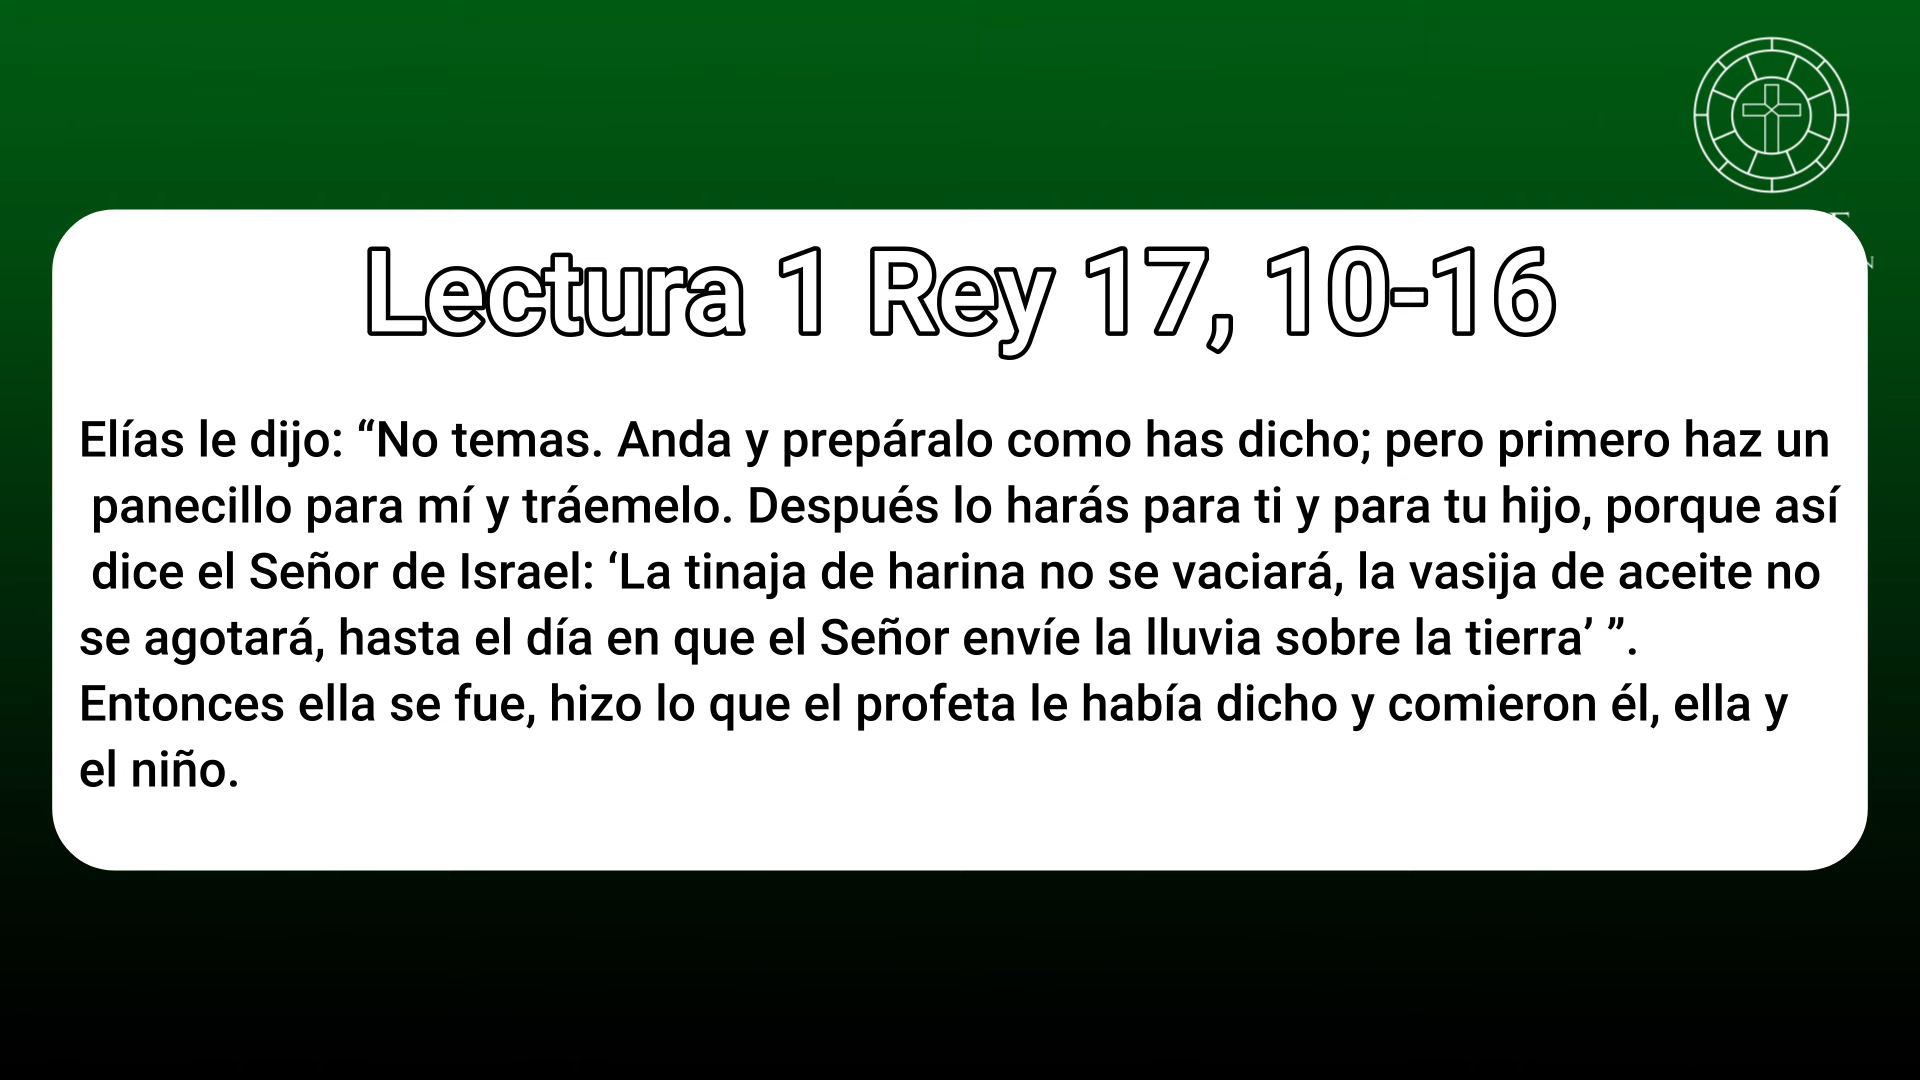 Lectura 1 Rey 17, 10-16
Elías le dijo: “No temas. Anda y prepáralo como has dicho; pero primero haz un
panecillo para mí y tráemelo. Después lo harás para ti y para tu hijo, porque así
dice el Señor de Israel: ‘La tinaja de harina no se vaciará, la vasija de aceite no
se agotará, hasta el día en que el Señor envíe la lluvia sobre la tierra’ ”.
Entonces ella se fue, hizo lo que el profeta le había dicho y comieron él, ella y
el niño.